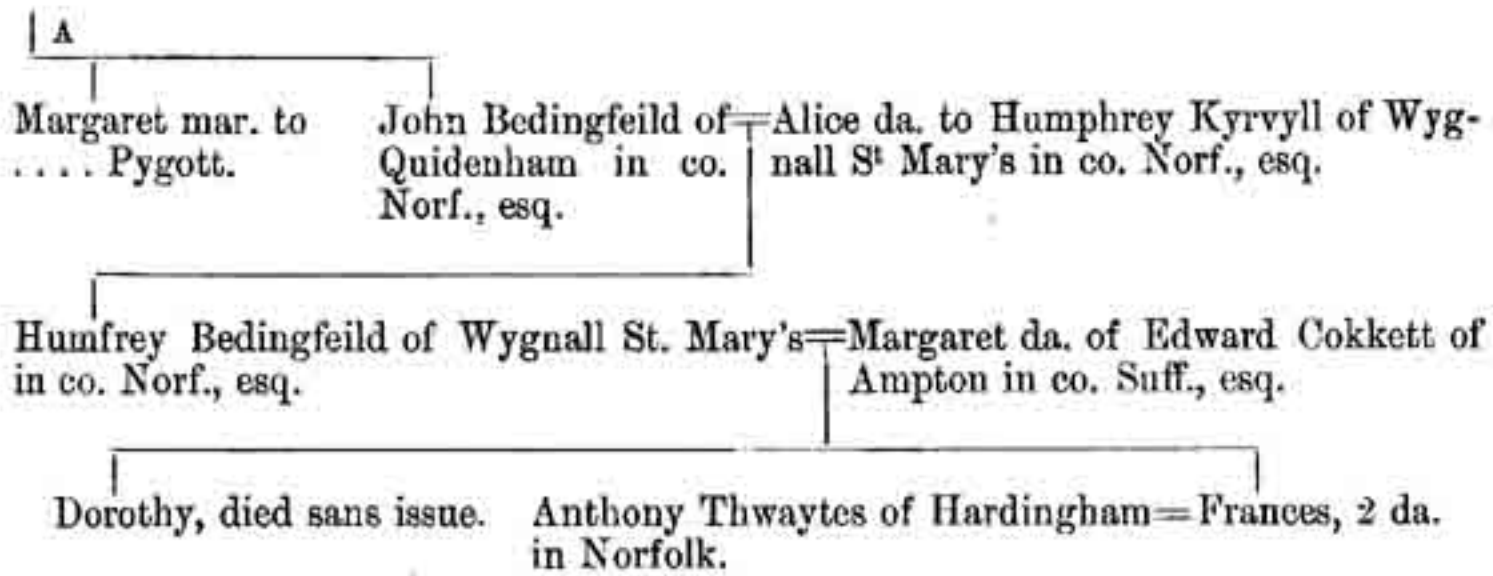 A
Margaret mar. to
.... Pygott.
John Bedingfeild of
Quidenham in co.
Norf., esq.
Alice da. to Humphrey Kyrvyll of Wyg-
nall St Mary's in co. Norf., esq.
Humfrey Bedingfeild of Wygnall St. Mary's
in co. Norf., esq.
Margaret da. of Edward Cokkett of
Ampton in co. Suff., esq.
Dorothy, died sans issue.
Anthony Thwaytes of Hardingham
in Norfolk.
Frances, 2 da.